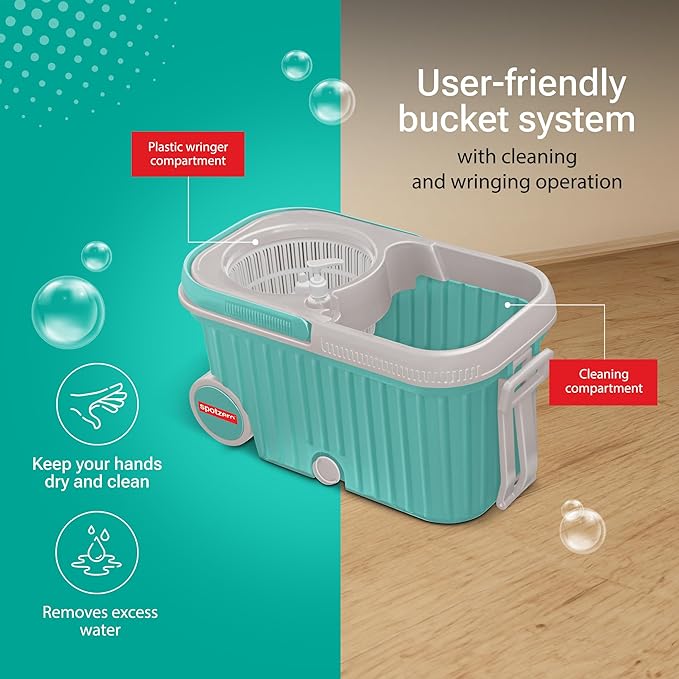 User-friendly
bucket system
with cleaning
and wringing operation
Plastic wringer
compartment
Cleaning
compartment
spotzero
Keep your hands
dry and clean
Removes excess
water